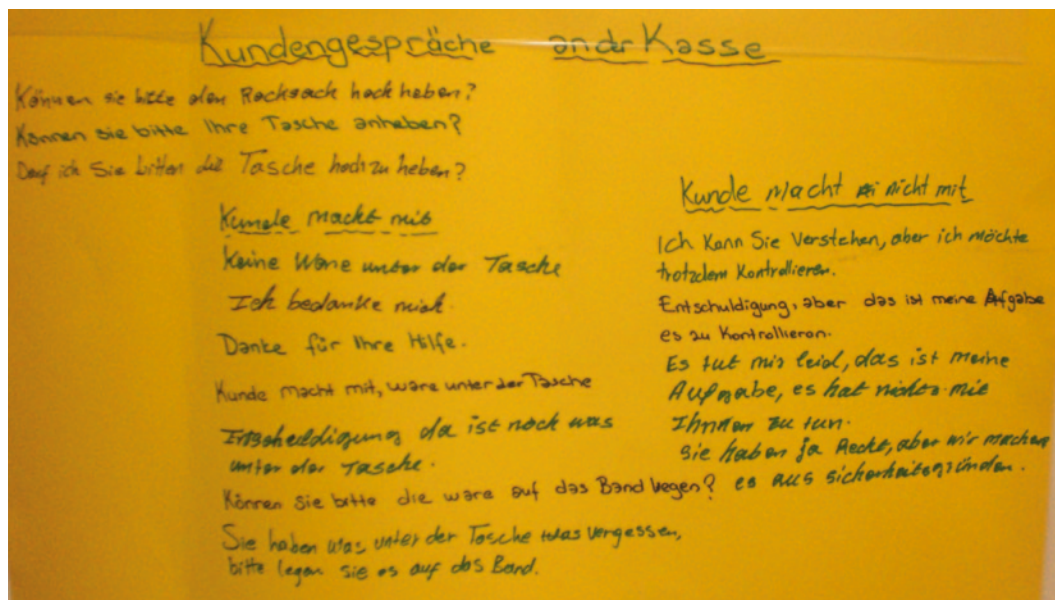 Kundengespräche an der Kasse
Können sie bitte den Rucksack hoch heben?
Können sie bitte Ihre Tasche anheben?
Darf ich Sie bitten die Tasche hoch zu heben?
Kunde macht mit
Keine Ware unter der Tasche
Ich bedanke mich.
Danke für Ihre Hilfe.
Kunde macht mit, ware unter der Tasche
Entschuldigung da ist noch was
unter der Tasche.
Können Sie bitte die ware auf das Band legen?
Sie haben was unter der Tasche vergessen,
bitte legen sie es auf das Band.
Kunde macht nicht mit
Ich kann Sie Verstehen, aber ich möchte
trotzdem Kontrollieren.
Entschuldigung, aber das ist meine Afgabe
es zu Kontrollieren.
Es tut mir leid, das ist meine
Aufgabe, es hat nichts mit
Ihnnen zu tun.
Sie haben ja Recht, aber wir machen
es aus sicherheitsgründen.